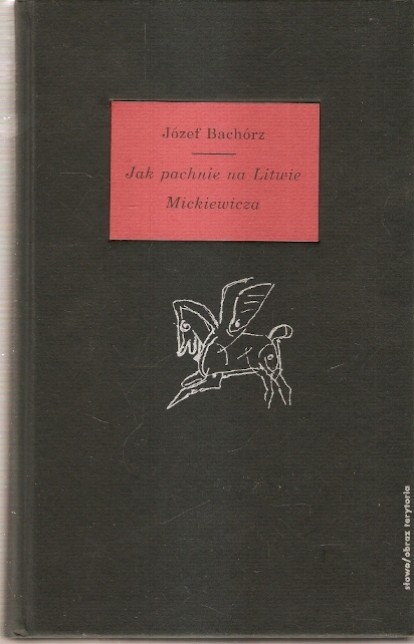 Józef Bachórz
Jak pachnie na Litwie
Mickiewicza
słowo/obraz terytoria